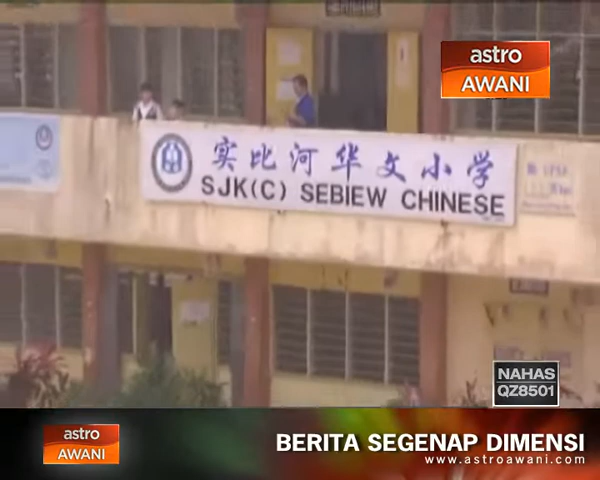 astro
AWANI
实比河华文小学
SJK(C) SEBIEW CHINESE
NAHAS
QZ8501
astro
AWANI
BERITA SEGENAP DIMENSI
www.astroawani.com